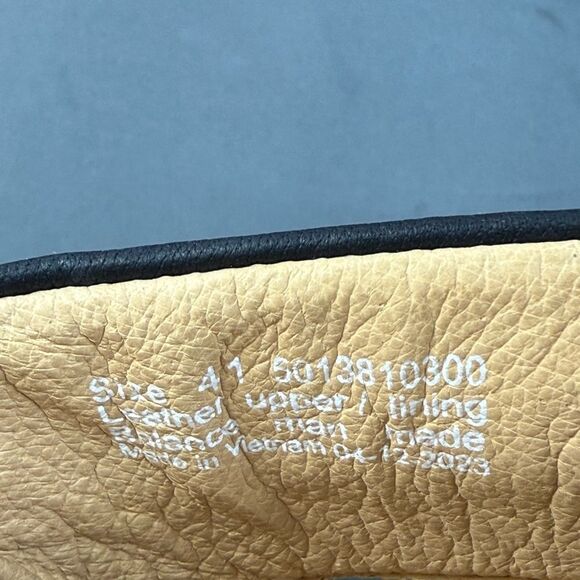 Size 41 5013810300
Leather upper / lining
balance man made
Made in Vietnam 04.12.2023